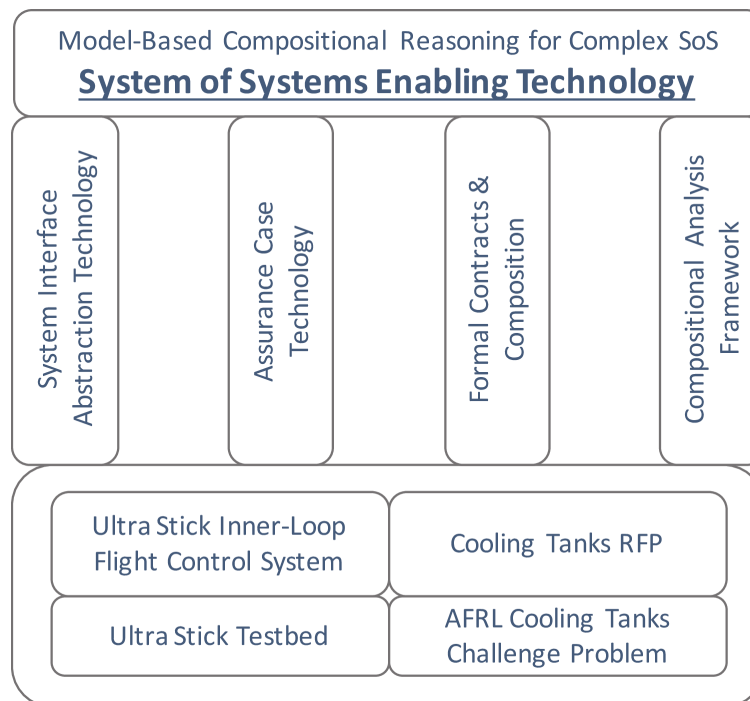 Model-Based Compositional Reasoning for Complex SoS
System of Systems Enabling Technology
System Interface
Abstraction Technology
Assurance Case
Technology
Formal Contracts &
Composition
Compositional Analysis
Framework
Ultra Stick Inner-Loop
Flight Control System
Cooling Tanks RFP
Ultra Stick Testbed
AFRL Cooling Tanks
Challenge Problem